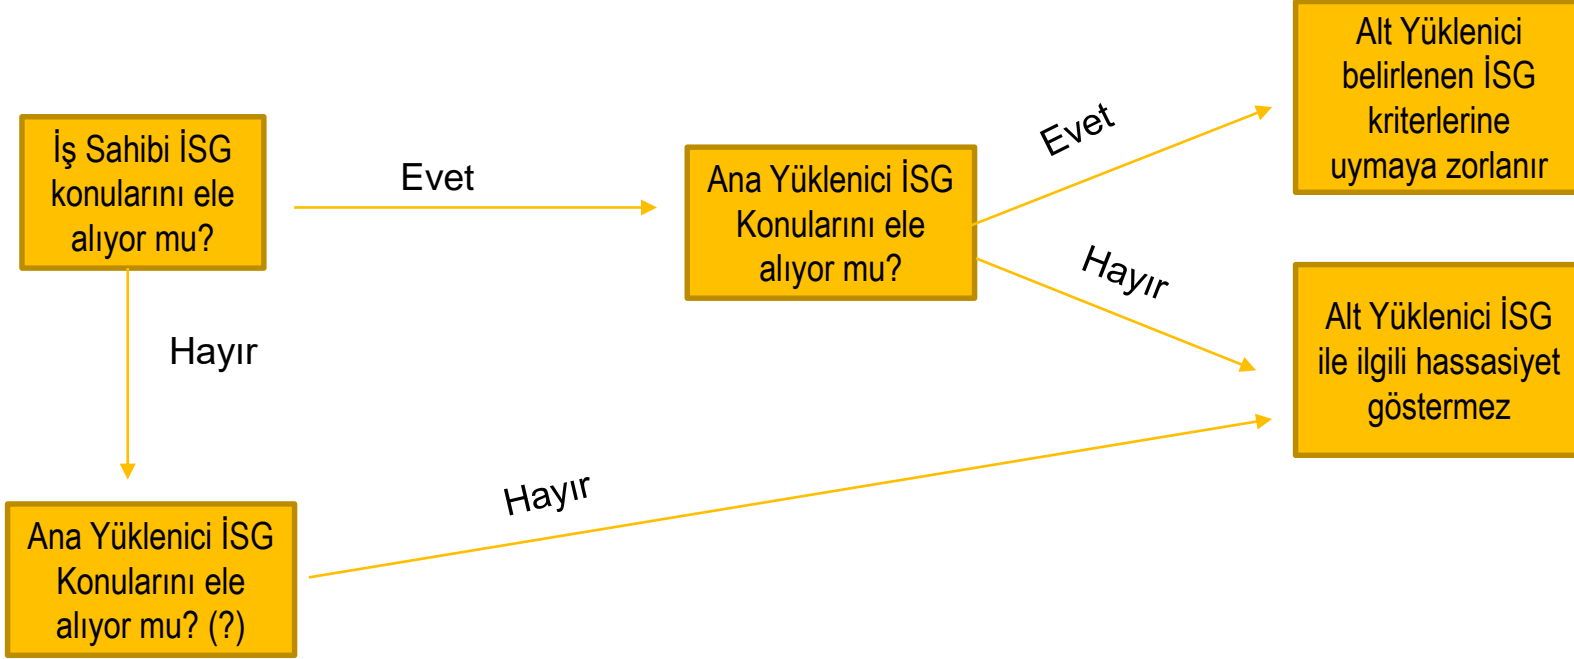 İş Sahibi İSG
konularını ele
alıyor mu?
Evet
Ana Yüklenici İSG
Konularını ele
alıyor mu?
Evet
Alt Yüklenici
belirlenen İSG
kriterlerine
uymaya zorlanır
Hayır
Alt Yüklenici İSG
ile ilgili hassasiyet
göstermez
Hayır
Ana Yüklenici İSG
Konularını ele
alıyor mu? (?)
Hayır